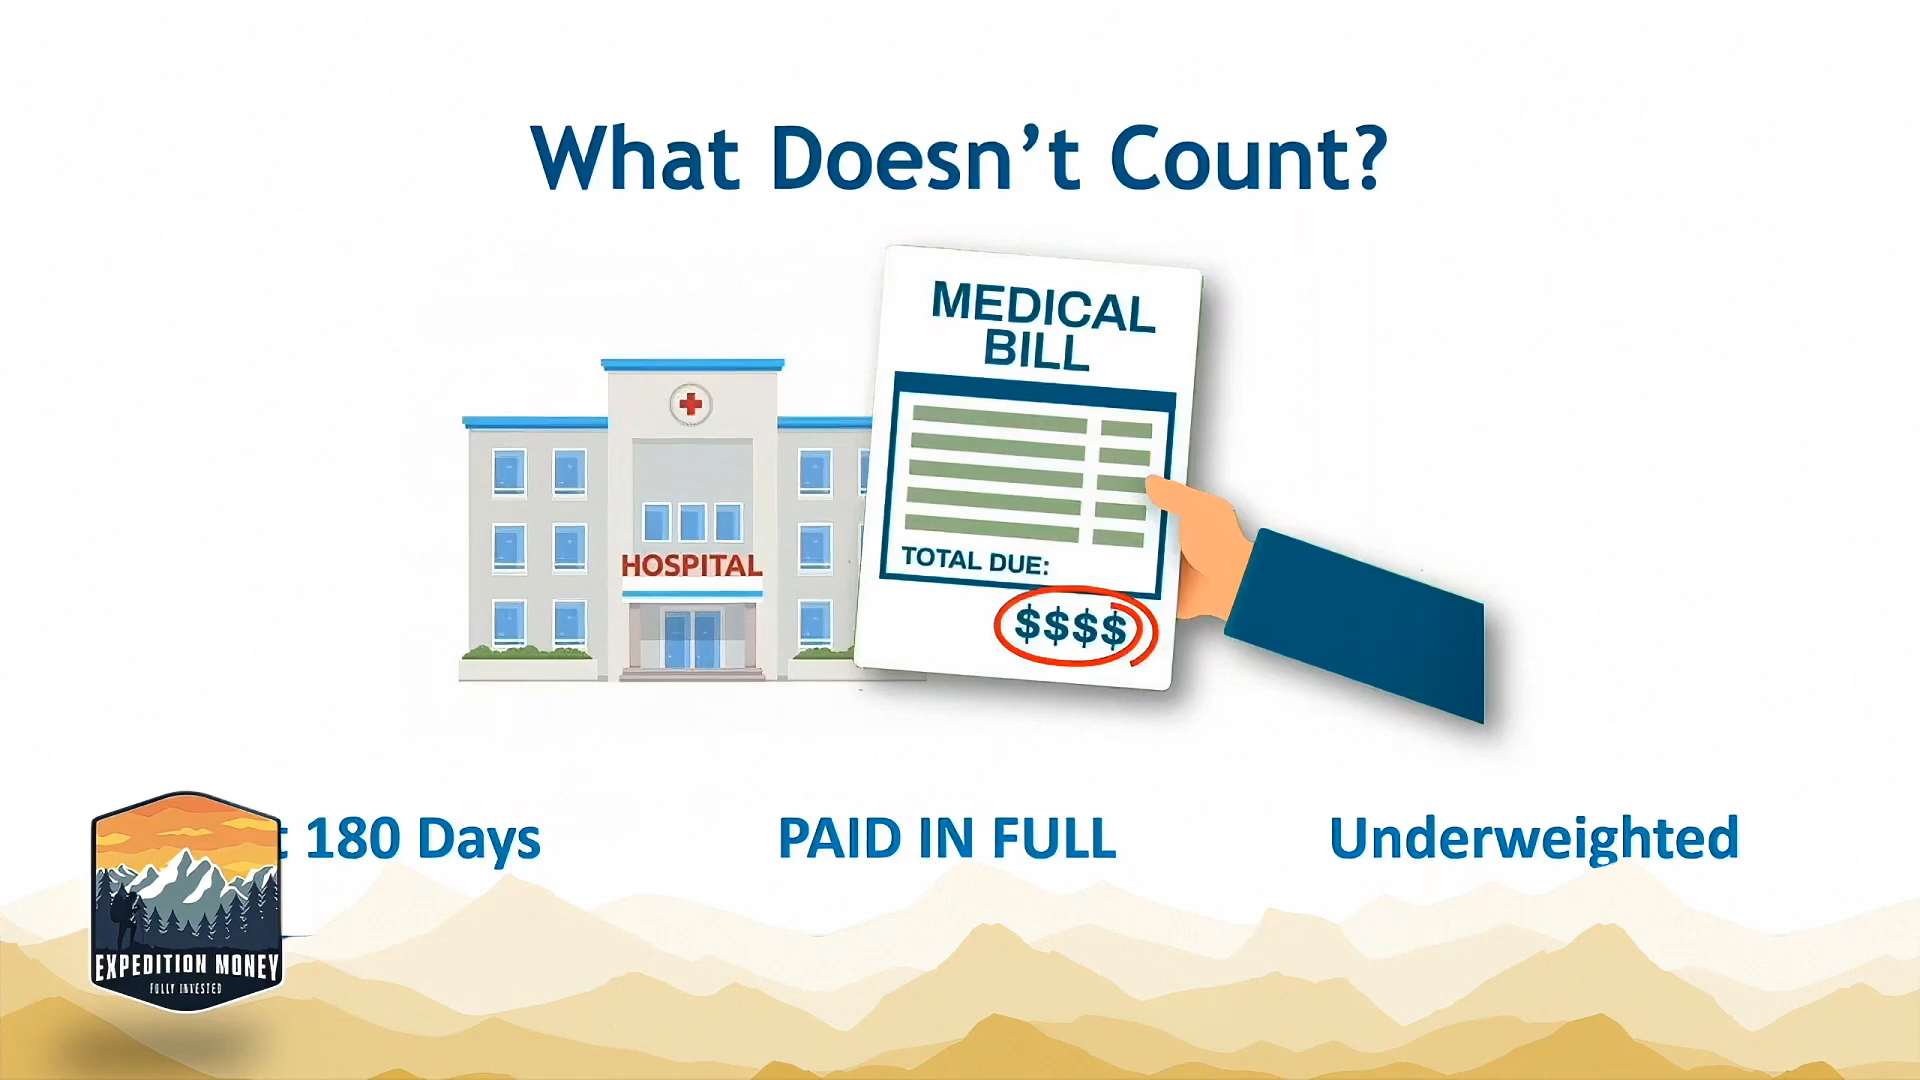 What Doesn’t Count?
MEDICAL
BILL
HOSPITAL
TOTAL DUE:
$$$$
180 Days
PAID IN FULL
Underweighted
EXPEDITION MONEY
FULLY INVESTED